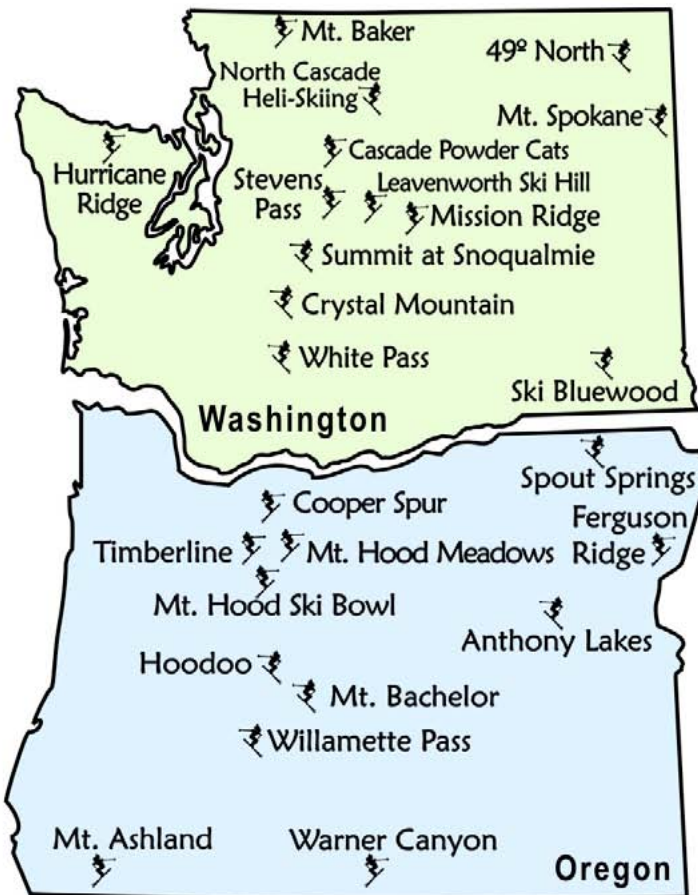 Mt. Baker
49º North
North Cascade
Heli-Skiing
Mt. Spokane
Hurricane
Ridge
Cascade Powder Cats
Stevens
Pass
Leavenworth Ski Hill
Mission Ridge
Summit at Snoqualmie
Crystal Mountain
White Pass
Ski Bluewood
Washington
Spout Springs
Cooper Spur
Ferguson
Ridge
Timberline
Mt. Hood Meadows
Mt. Hood Ski Bowl
Anthony Lakes
Hoodoo
Mt. Bachelor
Willamette Pass
Mt. Ashland
Warner Canyon
Oregon